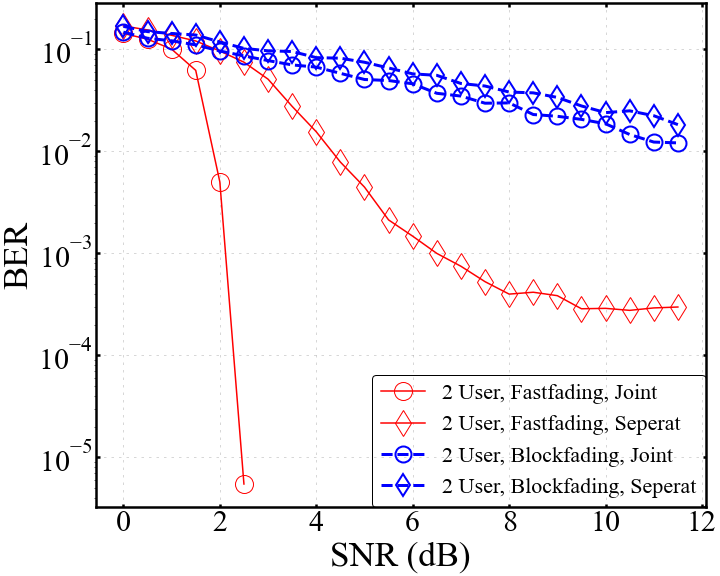 BER
10⁻¹
10⁻²
10⁻³
10⁻⁴
10⁻⁵
2 User, Fastfading, Joint
2 User, Fastfading, Seperat
2 User, Blockfading, Joint
2 User, Blockfading, Seperat
0 2 4 6 8 10 12
SNR (dB)